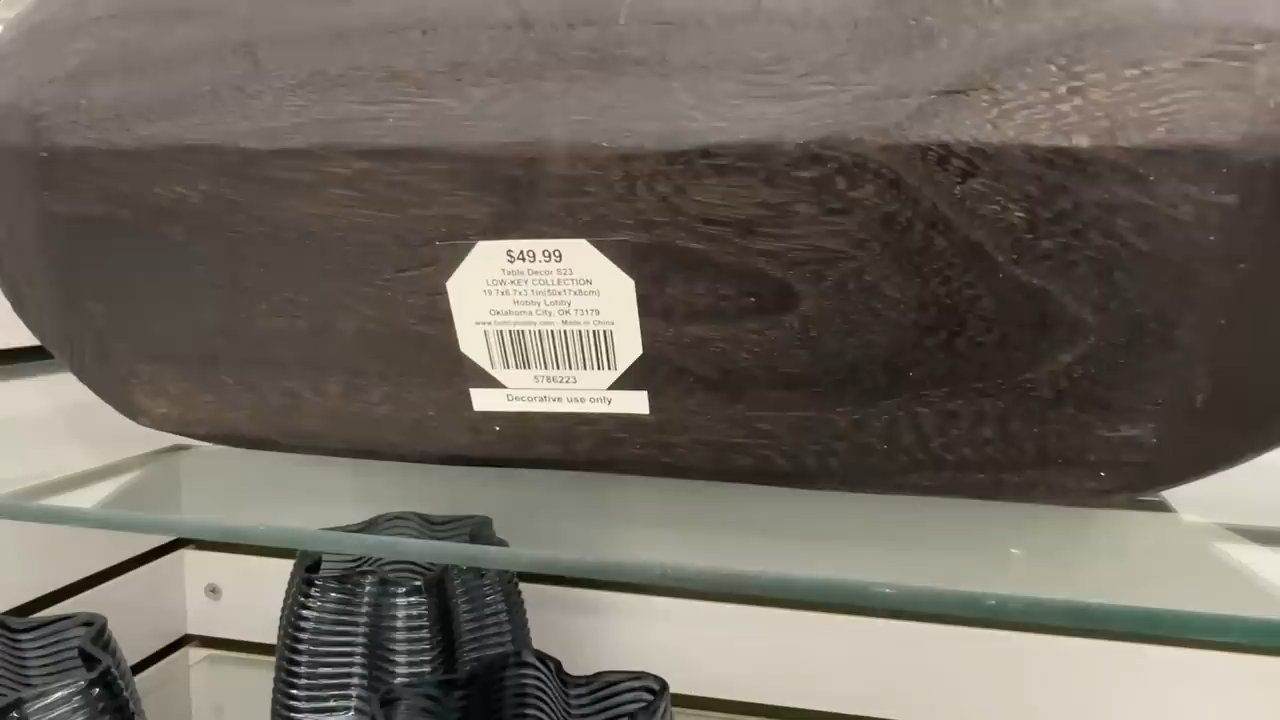 $49.99
Table Decor S23
LOW-KEY COLLECTION
19.7x6.7x3.1in(50x17x8cm)
Hobby Lobby
Oklahoma City, OK 73179
www.hobbylobby.com - Made in China
5786223
Decorative use only